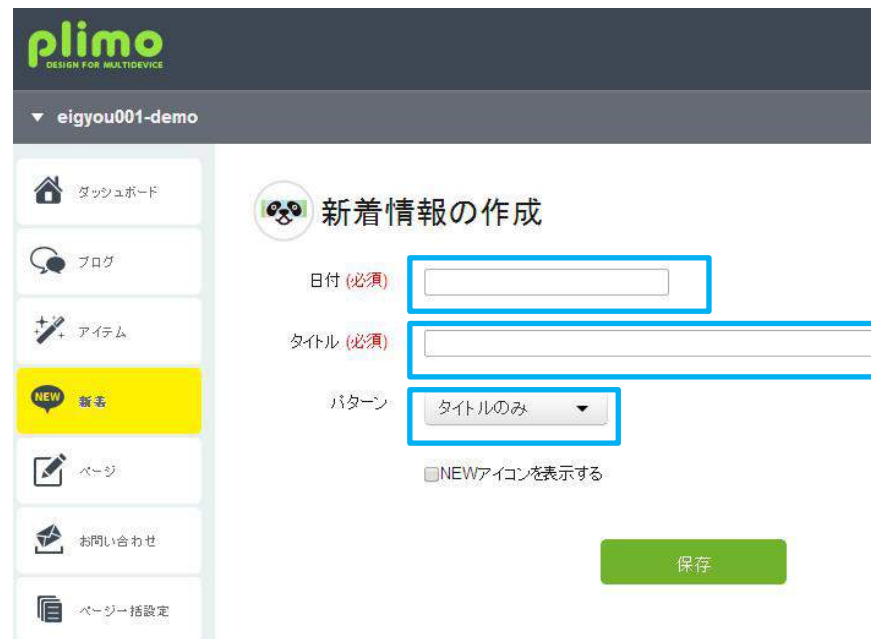 plimo
DESIGN FOR MULTIDEVICE
▼ eigyou001-demo
ダッシュボード
ブログ
アイテム
NEW 新着
ページ
お問い合わせ
ページ一括設定
新着情報の作成
日付 (必須)
タイトル (必須)
パターン タイトルのみ ▼
NEWアイコンを表示する
保存